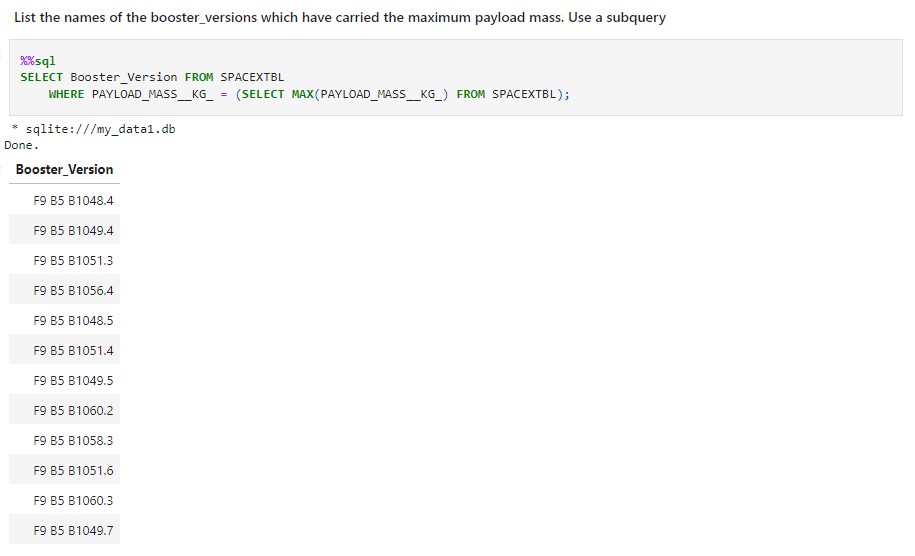 List the names of the booster_versions which have carried the maximum payload mass. Use a subquery
%%sql
SELECT Booster_Version FROM SPACEXTBL
    WHERE PAYLOAD_MASS__KG_ = (SELECT MAX(PAYLOAD_MASS__KG_) FROM SPACEXTBL);
* sqlite:///my_data1.db
Done.
Booster_Version
F9 B5 B1048.4
F9 B5 B1049.4
F9 B5 B1051.3
F9 B5 B1056.4
F9 B5 B1048.5
F9 B5 B1051.4
F9 B5 B1049.5
F9 B5 B1060.2
F9 B5 B1058.3
F9 B5 B1051.6
F9 B5 B1060.3
F9 B5 B1049.7